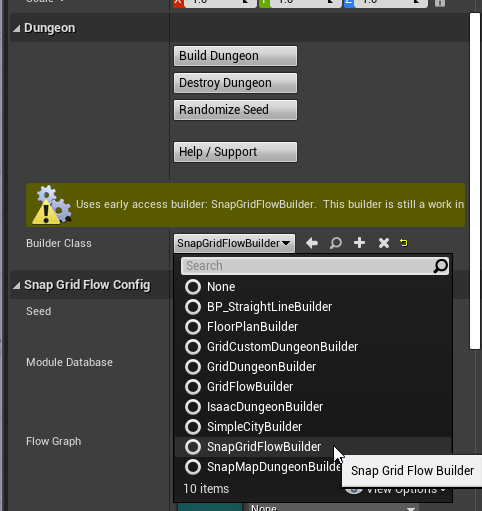 X 1.0 Y 1.0 Z 1.0
Dungeon
Build Dungeon
Destroy Dungeon
Randomize Seed
Help / Support
Uses early access builder: SnapGridFlowBuilder. This builder is still a work in
Builder Class
SnapGridFlowBuilder
Search
Snap Grid Flow Config
None
Seed
BP_StraightLineBuilder
FloorPlanBuilder
GridCustomDungeonBuilder
Module Database
GridDungeonBuilder
GridFlowBuilder
IsaacDungeonBuilder
SimpleCityBuilder
Flow Graph
SnapGridFlowBuilder
SnapMapDungeonBuilde
Snap Grid Flow Builder
10 items
View Options
None